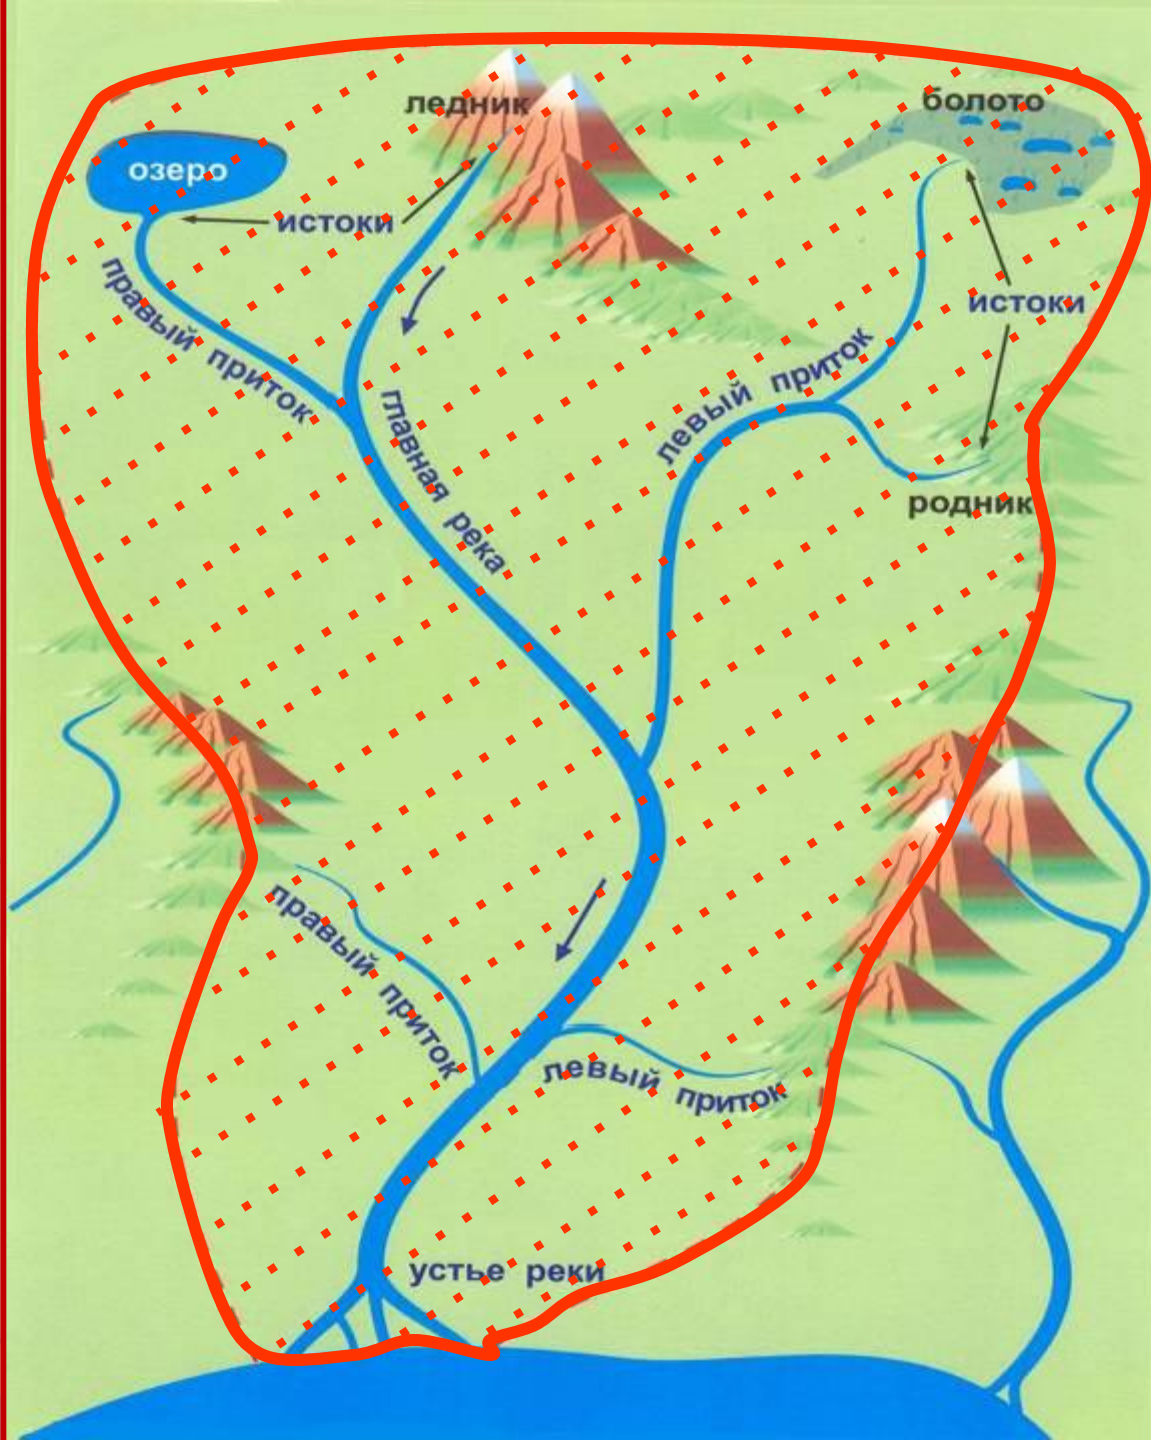 ледник
болото
озеро
истоки
правый приток
истоки
левый приток
главная река
родник
правый приток
левый приток
устье реки